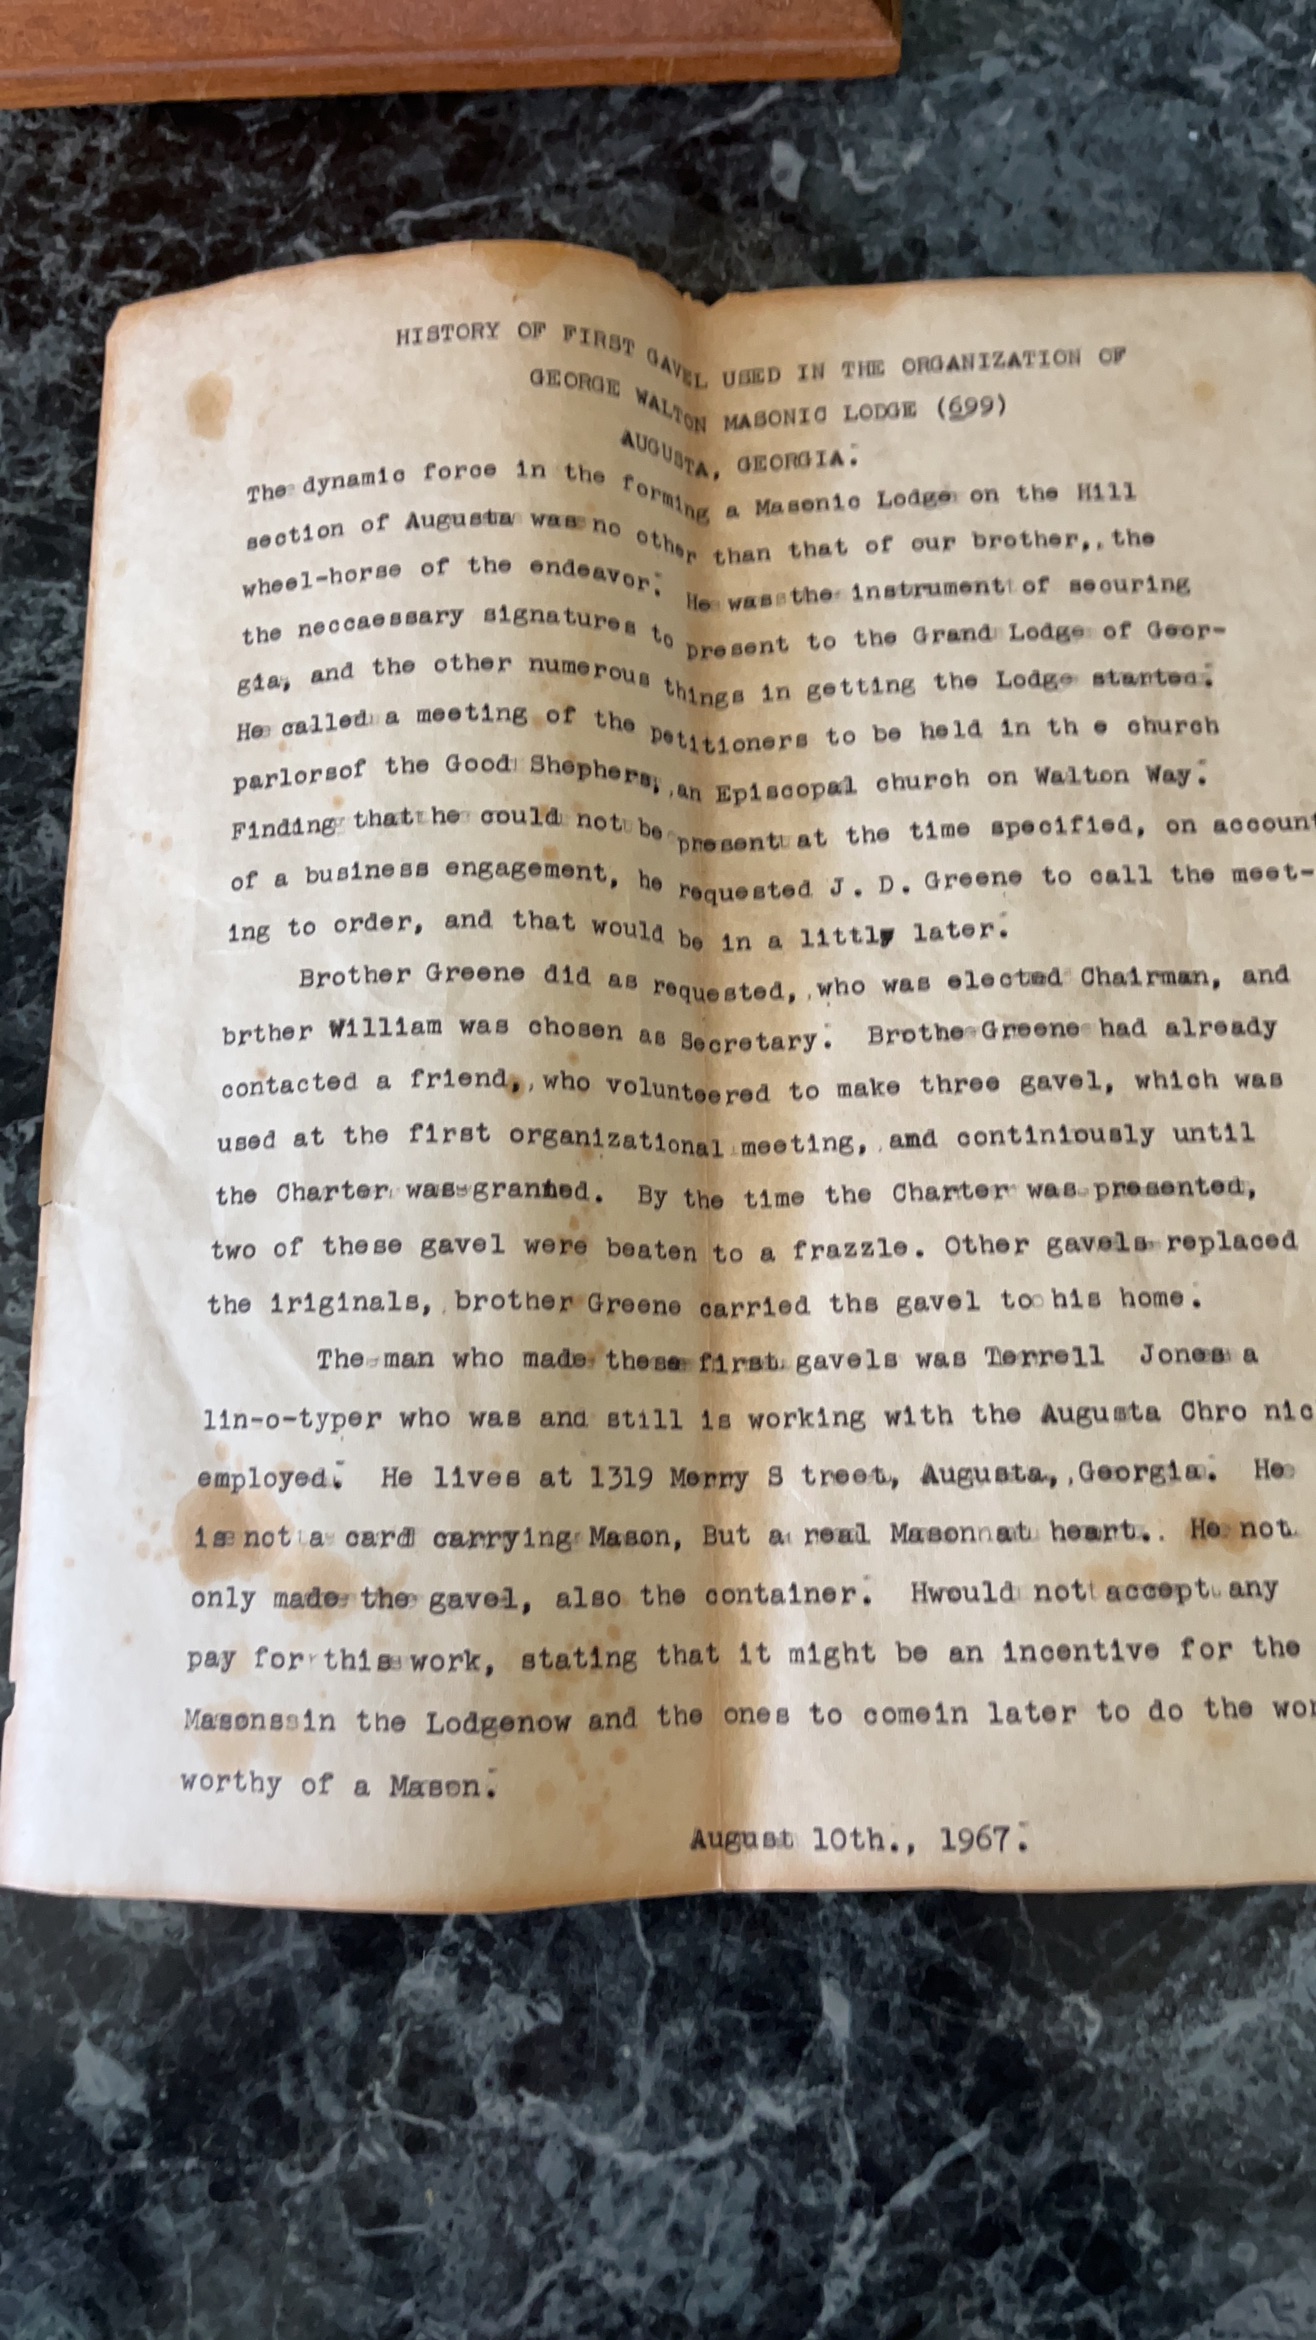 HISTORY OF FIRST GAVEL USED IN THE ORGANIZATION OF
GEORGE WALTON MASONIC LODGE (699)
AUGUSTA, GEORGIA.
The dynamic force in the forming a Masonic Lodge on the Hill
section of Augusta was no other than that of our brother,, the
wheel-horse of the endeavor. He was the instrument of securing
the neccaessary signatures to present to the Grand Lodge of Geor-
gia, and the other numerous things in getting the Lodge started.
He called a meeting of the petitioners to be held in th e church
parlorsof the Good Shephers, ,an Episcopal church on Walton Way.
Finding that he could not be present at the time specified, on account
of a business engagement, he requested J. D. Greene to call the meet-
ing to order, and that would be in a littly later.
Brother Greene did as requested, ,who was elected Chairman, and
brther William was chosen as Secretary. Brothe Greene had already
contacted a friend,,who volunteered to make three gavel, which was
used at the first organizational meeting, ,and continiously until
the Charter was granted. By the time the Charter was presented,
two of these gavel were beaten to a frazzle. Other gavels replaced
the iriginals, brother Greene carried ths gavel to his home.
The man who made these first gavels was Terrell Jones a
lin-o-typer who was and still is working with the Augusta Chro nic
employed. He lives at 1319 Merry S treet, Augusta,,Georgia. He
is not a card carrying Mason, But a real Mason at heart.. He not
only made the gavel, also the container. Hwould not accept any
pay for this work, stating that it might be an incentive for the
Masons in the Lodgenow and the ones to comein later to do the wor
worthy of a Mason.
August 10th., 1967.